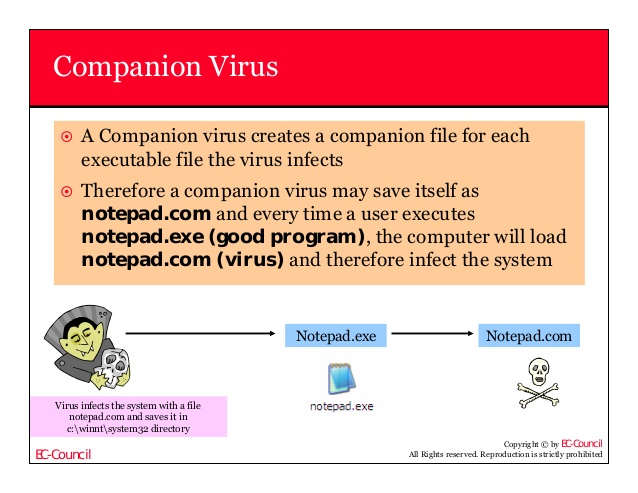 Companion Virus
A Companion virus creates a companion file for each
executable file the virus infects
Therefore a companion virus may save itself as
notepad.com and every time a user executes
notepad.exe (good program), the computer will load
notepad.com (virus) and therefore infect the system
Notepad.exe
Notepad.com
notepad.exe
Virus infects the system with a file
notepad.com and saves it in
c:\winnt\system32 directory
EC-Council
Copyright © by EC-Council
All Rights reserved. Reproduction is strictly prohibited